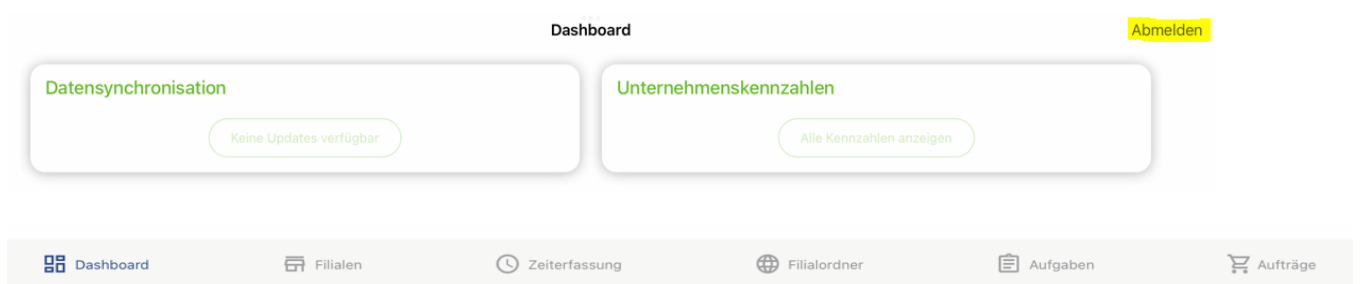 Dashboard
Abmelden
Datensynchronisation
Keine Updates verfügbar
Unternehmenskennzahlen
Alle Kennzahlen anzeigen
Dashboard
Filialen
Zeiterfassung
Filialordner
Aufgaben
Aufträge